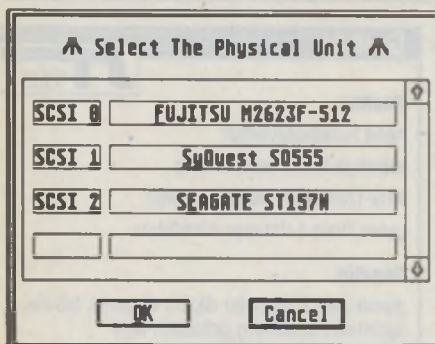 Select The Physical Unit
SCSI 0 FUJITSU M2623F-512
SCSI 1 SyQuest SQ555
SCSI 2 SEAGATE ST157N
OK Cancel